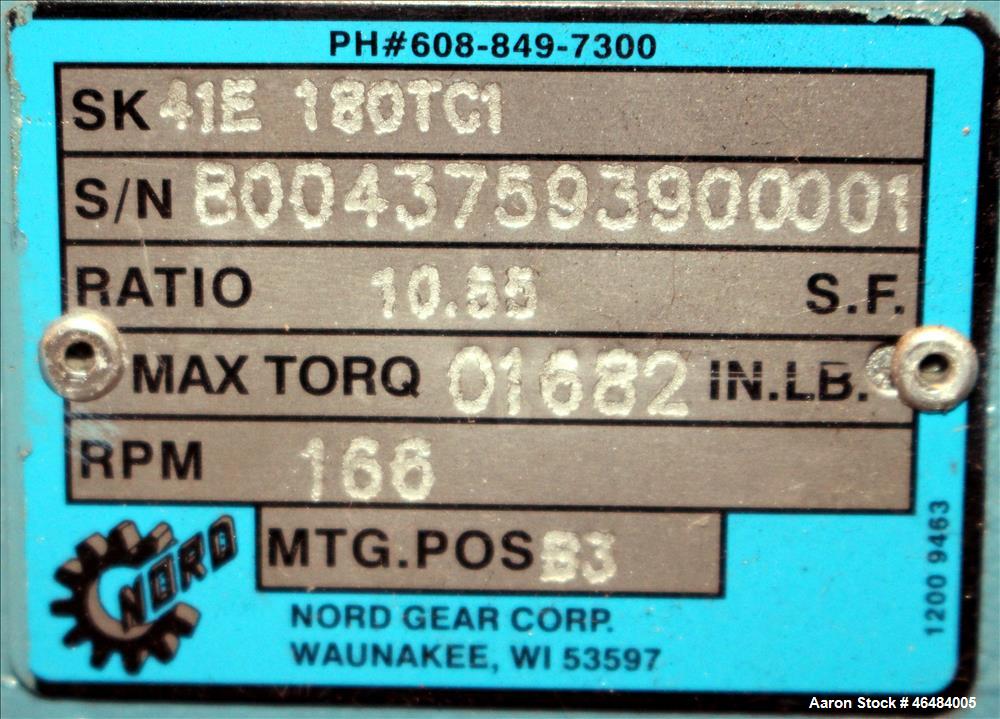 PH#608-849-7300
SK 41E 180TC1
S/N B00437593900001
RATIO 10.55 S.F.
MAX TORQ 01682 IN.LB.
RPM 166
MTG.POS B3
NORD
NORD GEAR CORP.
WAUNAKEE, WI 53597
1200 9463
Aaron Stock # 46484005